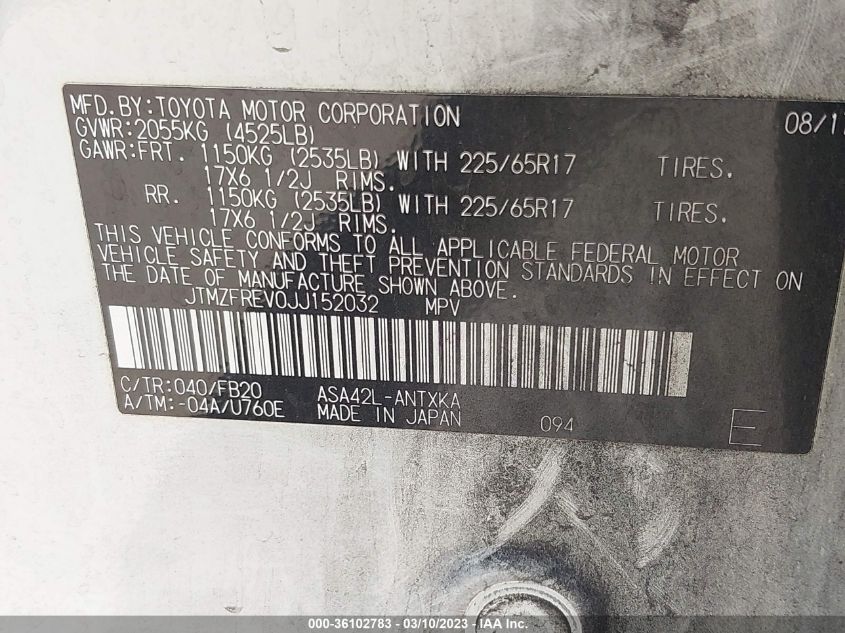 MFD.BY:TOYOTA MOTOR CORPORATION 08/17
GVWR:2055KG (4525LB)
GAWR:FRT. 1150KG (2535LB) WITH 225/65R17 TIRES.
17X6 1/2J RIMS.
RR. 1150KG (2535LB) WITH 225/65R17 TIRES.
17X6 1/2J RIMS.
THIS VEHICLE CONFORMS TO ALL APPLICABLE FEDERAL MOTOR
VEHICLE SAFETY AND THEFT PREVENTION STANDARDS IN EFFECT ON
THE DATE OF MANUFACTURE SHOWN ABOVE.
JTMZFREV0JJ152032 MPV
C/TR:040/FB20 ASA42L-ANTXKA
A/TM:-04A/U760E MADE IN JAPAN 094 E
000-36102783 - 03/10/2023 - IAA Inc.